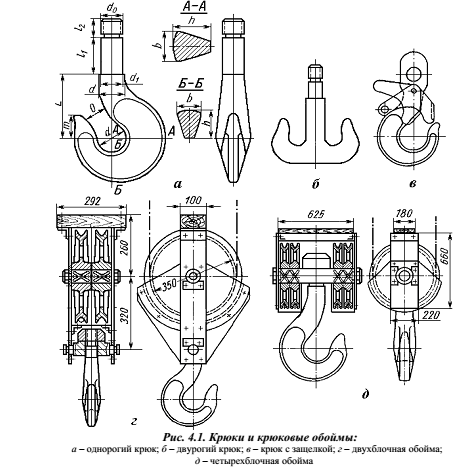 d₀
l₂
l₁
d₁
d
L
O
m
d
А
Б
А
Б
а
А–А
h
b
Б–Б
b
h
б
в
292
260
320
100
350
г
625
180
660
220
д
Рис. 4.1. Крюки и крюковые обоймы:
а – однорогий крюк; б – двурогий крюк; в – крюк с защелкой; г – двухблочная обойма;
д – четырехблочная обойма